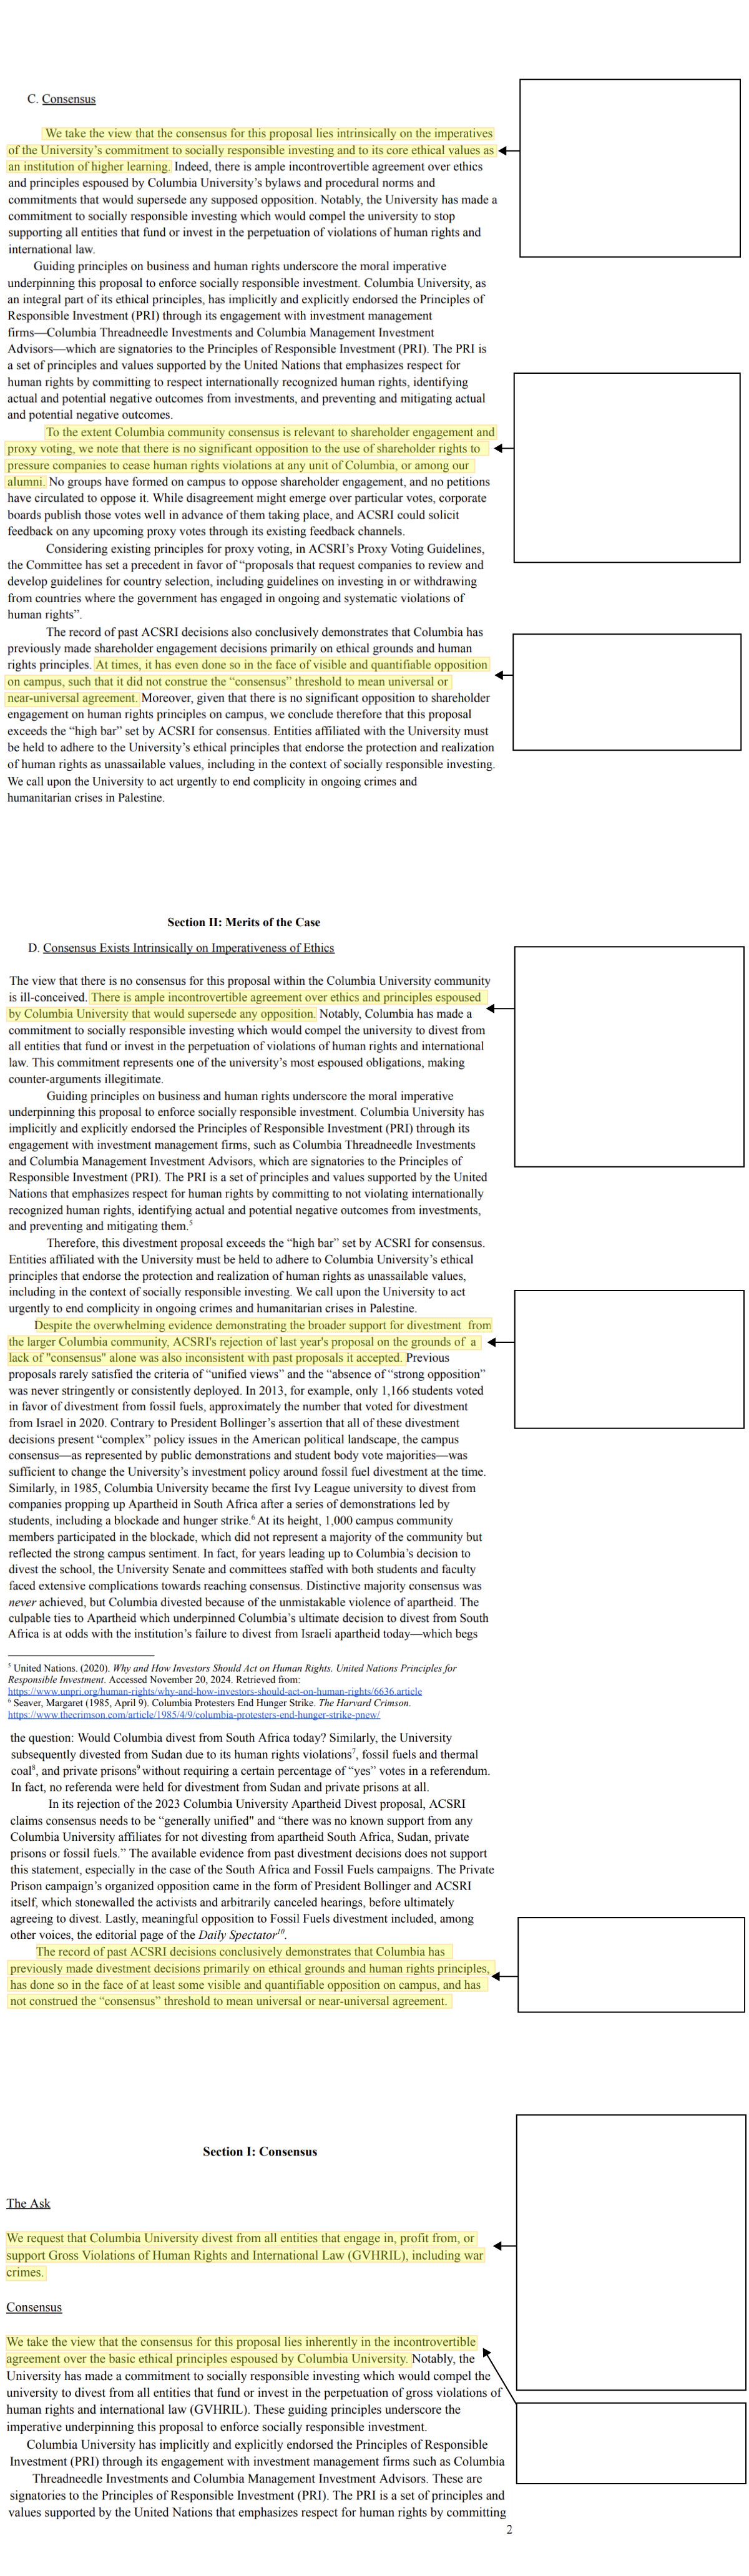 C. Consensus
We take the view that the consensus for this proposal lies intrinsically on the imperatives
of the University’s commitment to socially responsible investing and to its core ethical values as
an institution of higher learning. Indeed, there is ample incontrovertible agreement over ethics
and principles espoused by Columbia University’s bylaws and procedural norms and
commitments that would supersede any supposed opposition. Notably, the University has made a
commitment to socially responsible investing which would compel the university to stop
supporting all entities that fund or invest in the perpetuation of violations of human rights and
international law.
Guiding principles on business and human rights underscore the moral imperative
underpinning this proposal to enforce socially responsible investment. Columbia University, as
an integral part of its ethical principles, has implicitly and explicitly endorsed the Principles of
Responsible Investment (PRI) through its engagement with investment management
firms—Columbia Threadneedle Investments and Columbia Management Investment
Advisors—which are signatories to the Principles of Responsible Investment (PRI). The PRI is
a set of principles and values supported by the United Nations that emphasizes respect for
human rights by committing to respect internationally recognized human rights, identifying
actual and potential negative outcomes from investments, and preventing and mitigating actual
and potential negative outcomes.
To the extent Columbia community consensus is relevant to shareholder engagement and
proxy voting, we note that there is no significant opposition to the use of shareholder rights to
pressure companies to cease human rights violations at any unit of Columbia, or among our
alumni. No groups have formed on campus to oppose shareholder engagement, and no petitions
have circulated to oppose it. While disagreement might emerge over particular votes, corporate
boards publish those votes well in advance of them taking place, and ACSRI could solicit
feedback on any upcoming proxy votes through its existing feedback channels.
Considering existing principles for proxy voting, in ACSRI’s Proxy Voting Guidelines,
the Committee has set a precedent in favor of “proposals that request companies to review and
develop guidelines for country selection, including guidelines on investing in or withdrawing
from countries where the government has engaged in ongoing and systematic violations of
human rights”.
The record of past ACSRI decisions also conclusively demonstrates that Columbia has
previously made shareholder engagement decisions primarily on ethical grounds and human
rights principles. At times, it has even done so in the face of visible and quantifiable opposition
on campus, such that it did not construe the “consensus” threshold to mean universal or
near-universal agreement. Moreover, given that there is no significant opposition to shareholder
engagement on human rights principles on campus, we conclude therefore that this proposal
exceeds the “high bar” set by ACSRI for consensus. Entities affiliated with the University must
be held to adhere to the University’s ethical principles that endorse the protection and realization
of human rights as unassailable values, including in the context of socially responsible investing.
We call upon the University to act urgently to end complicity in ongoing crimes and
humanitarian crises in Palestine.
Section II: Merits of the Case
D. Consensus Exists Intrinsically on Imperativeness of Ethics
The view that there is no consensus for this proposal within the Columbia University community
is ill-conceived. There is ample incontrovertible agreement over ethics and principles espoused
by Columbia University that would supersede any opposition. Notably, Columbia has made a
commitment to socially responsible investing which would compel the university to divest from
all entities that fund or invest in the perpetuation of violations of human rights and international
law. This commitment represents one of the university’s most espoused obligations, making
counter-arguments illegitimate.
Guiding principles on business and human rights underscore the moral imperative
underpinning this proposal to enforce socially responsible investment. Columbia University has
implicitly and explicitly endorsed the Principles of Responsible Investment (PRI) through its
engagement with investment management firms, such as Columbia Threadneedle Investments
and Columbia Management Investment Advisors, which are signatories to the Principles of
Responsible Investment (PRI). The PRI is a set of principles and values supported by the United
Nations that emphasizes respect for human rights by committing to not violating internationally
recognized human rights, identifying actual and potential negative outcomes from investments,
and preventing and mitigating them.5
Therefore, this divestment proposal exceeds the “high bar” set by ACSRI for consensus.
Entities affiliated with the University must be held to adhere to Columbia University’s ethical
principles that endorse the protection and realization of human rights as unassailable values,
including in the context of socially responsible investing. We call upon the University to act
urgently to end complicity in ongoing crimes and humanitarian crises in Palestine.
Despite the overwhelming evidence demonstrating the broader support for divestment from
the larger Columbia community, ACSRI's rejection of last year's proposal on the grounds of a
lack of "consensus" alone was also inconsistent with past proposals it accepted. Previous
proposals rarely satisfied the criteria of “unified views” and the “absence of “strong opposition”
was never stringently or consistently deployed. In 2013, for example, only 1,166 students voted
in favor of divestment from fossil fuels, approximately the number that voted for divestment
from Israel in 2020. Contrary to President Bollinger’s assertion that all of these divestment
decisions present “complex” policy issues in the American political landscape, the campus
consensus—as represented by public demonstrations and student body vote majorities—was
sufficient to change the University’s investment policy around fossil fuel divestment at the time.
Similarly, in 1985, Columbia University became the first Ivy League university to divest from
companies propping up Apartheid in South Africa after a series of demonstrations led by
students, including a blockade and hunger strike.6 At its height, 1,000 campus community
members participated in the blockade, which did not represent a majority of the community but
reflected the strong campus sentiment. In fact, for years leading up to Columbia’s decision to
divest the school, the University Senate and committees staffed with both students and faculty
faced extensive complications towards reaching consensus. Distinctive majority consensus was
never achieved, but Columbia divested because of the unmistakable violence of apartheid. The
culpable ties to Apartheid which underpinned Columbia’s ultimate decision to divest from South
Africa is at odds with the institution’s failure to divest from Israeli apartheid today—which begs
5 United Nations. (2020). Why and How Investors Should Act on Human Rights. United Nations Principles for
Responsible Investment. Accessed November 20, 2024. Retrieved from:
https://www.unpri.org/human-rights/why-and-how-investors-should-act-on-human-rights/6636.article
6 Seaver, Margaret (1985, April 9). Columbia Protesters End Hunger Strike. The Harvard Crimson.
https://www.thecrimson.com/article/1985/4/9/columbia-protesters-end-hunger-strike-pnew/
the question: Would Columbia divest from South Africa today? Similarly, the University
subsequently divested from Sudan due to its human rights violations7, fossil fuels and thermal
coal8, and private prisons9 without requiring a certain percentage of “yes” votes in a referendum.
In fact, no referenda were held for divestment from Sudan and private prisons at all.
In its rejection of the 2023 Columbia University Apartheid Divest proposal, ACSRI
claims consensus needs to be “generally unified" and “there was no known support from any
Columbia University affiliates for not divesting from apartheid South Africa, Sudan, private
prisons or fossil fuels.” The available evidence from past divestment decisions does not support
this statement, especially in the case of the South Africa and Fossil Fuels campaigns. The Private
Prison campaign’s organized opposition came in the form of President Bollinger and ACSRI
itself, which stonewalled the activists and arbitrarily canceled hearings, before ultimately
agreeing to divest. Lastly, meaningful opposition to Fossil Fuels divestment included, among
other voices, the editorial page of the Daily Spectator10.
The record of past ACSRI decisions conclusively demonstrates that Columbia has
previously made divestment decisions primarily on ethical grounds and human rights principles,
has done so in the face of at least some visible and quantifiable opposition on campus, and has
not construed the “consensus” threshold to mean universal or near-universal agreement.
Section I: Consensus
The Ask
We request that Columbia University divest from all entities that engage in, profit from, or
support Gross Violations of Human Rights and International Law (GVHRIL), including war
crimes.
Consensus
We take the view that the consensus for this proposal lies inherently in the incontrovertible
agreement over the basic ethical principles espoused by Columbia University. Notably, the
University has made a commitment to socially responsible investing which would compel the
university to divest from all entities that fund or invest in the perpetuation of gross violations of
human rights and international law (GVHRIL). These guiding principles underscore the
imperative underpinning this proposal to enforce socially responsible investment.
Columbia University has implicitly and explicitly endorsed the Principles of Responsible
Investment (PRI) through its engagement with investment management firms such as Columbia
Threadneedle Investments and Columbia Management Investment Advisors. These are
signatories to the Principles of Responsible Investment (PRI). The PRI is a set of principles and
values supported by the United Nations that emphasizes respect for human rights by committing
2